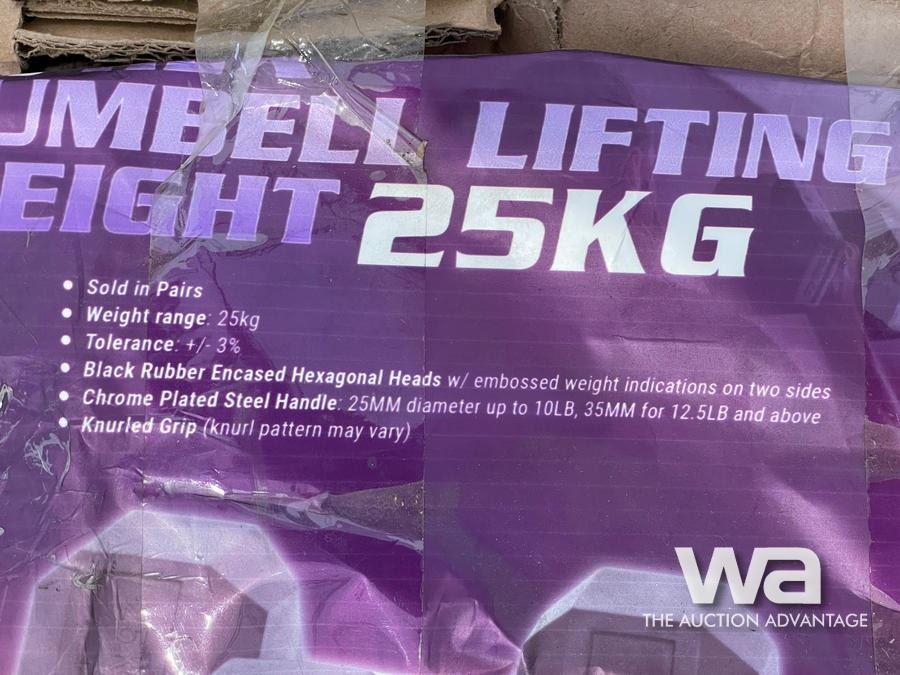 UMBELL LIFTING
EIGHT 25KG
• Sold in Pairs
• Weight range: 25kg
• Tolerance: +/- 3%
• Black Rubber Encased Hexagonal Heads w/ embossed weight indications on two sides
• Chrome Plated Steel Handle: 25MM diameter up to 10LB, 35MM for 12.5LB and above
• Knurled Grip (knurl pattern may vary)
wa
THE AUCTION ADVANTAGE